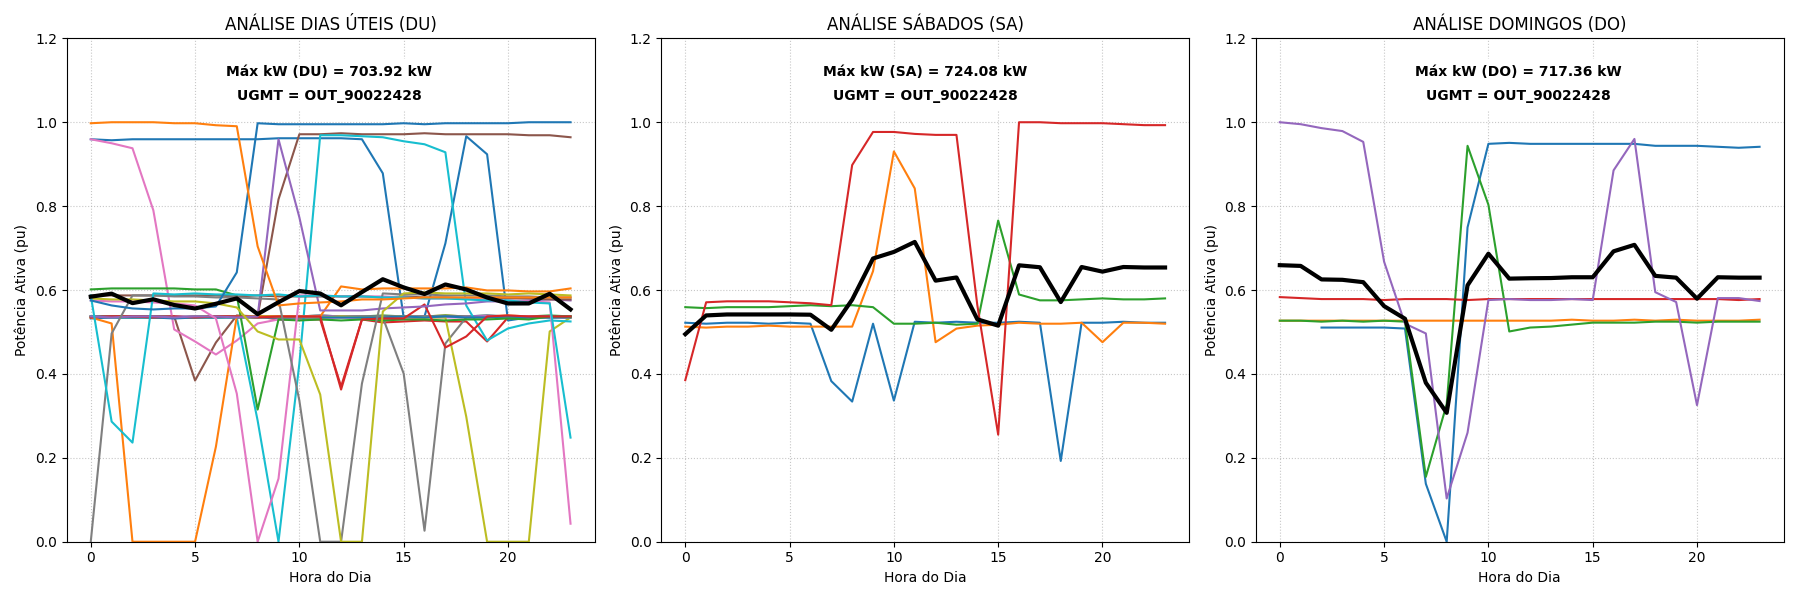 ANÁLISE DIAS ÚTEIS (DU)
Máx kW (DU) = 703.92 kW
UGMT = OUT_90022428
Potência Ativa (pu)
1.2
1.0
0.8
0.6
0.4
0.2
0.0
0 5 10 15 20
Hora do Dia
ANÁLISE SÁBADOS (SA)
Máx kW (SA) = 724.08 kW
UGMT = OUT_90022428
Potência Ativa (pu)
1.2
1.0
0.8
0.6
0.4
0.2
0.0
0 5 10 15 20
Hora do Dia
ANÁLISE DOMINGOS (DO)
Máx kW (DO) = 717.36 kW
UGMT = OUT_90022428
Potência Ativa (pu)
1.2
1.0
0.8
0.6
0.4
0.2
0.0
0 5 10 15 20
Hora do Dia